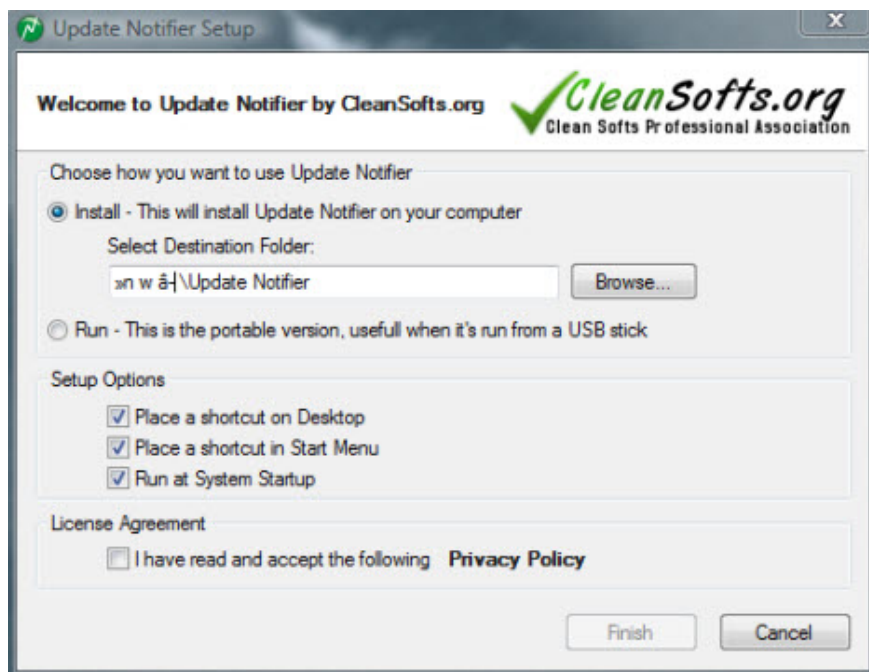 Update Notifier Setup
x
Welcome to Update Notifier by CleanSofts.org
CleanSofts.org
Clean Softs Professional Association
Choose how you want to use Update Notifier
Install - This will install Update Notifier on your computer
Select Destination Folder:
»n w â┤\Update Notifier
Browse...
Run - This is the portable version, usefull when it's run from a USB stick
Setup Options
Place a shortcut on Desktop
Place a shortcut in Start Menu
Run at System Startup
License Agreement
I have read and accept the following Privacy Policy
Finish
Cancel